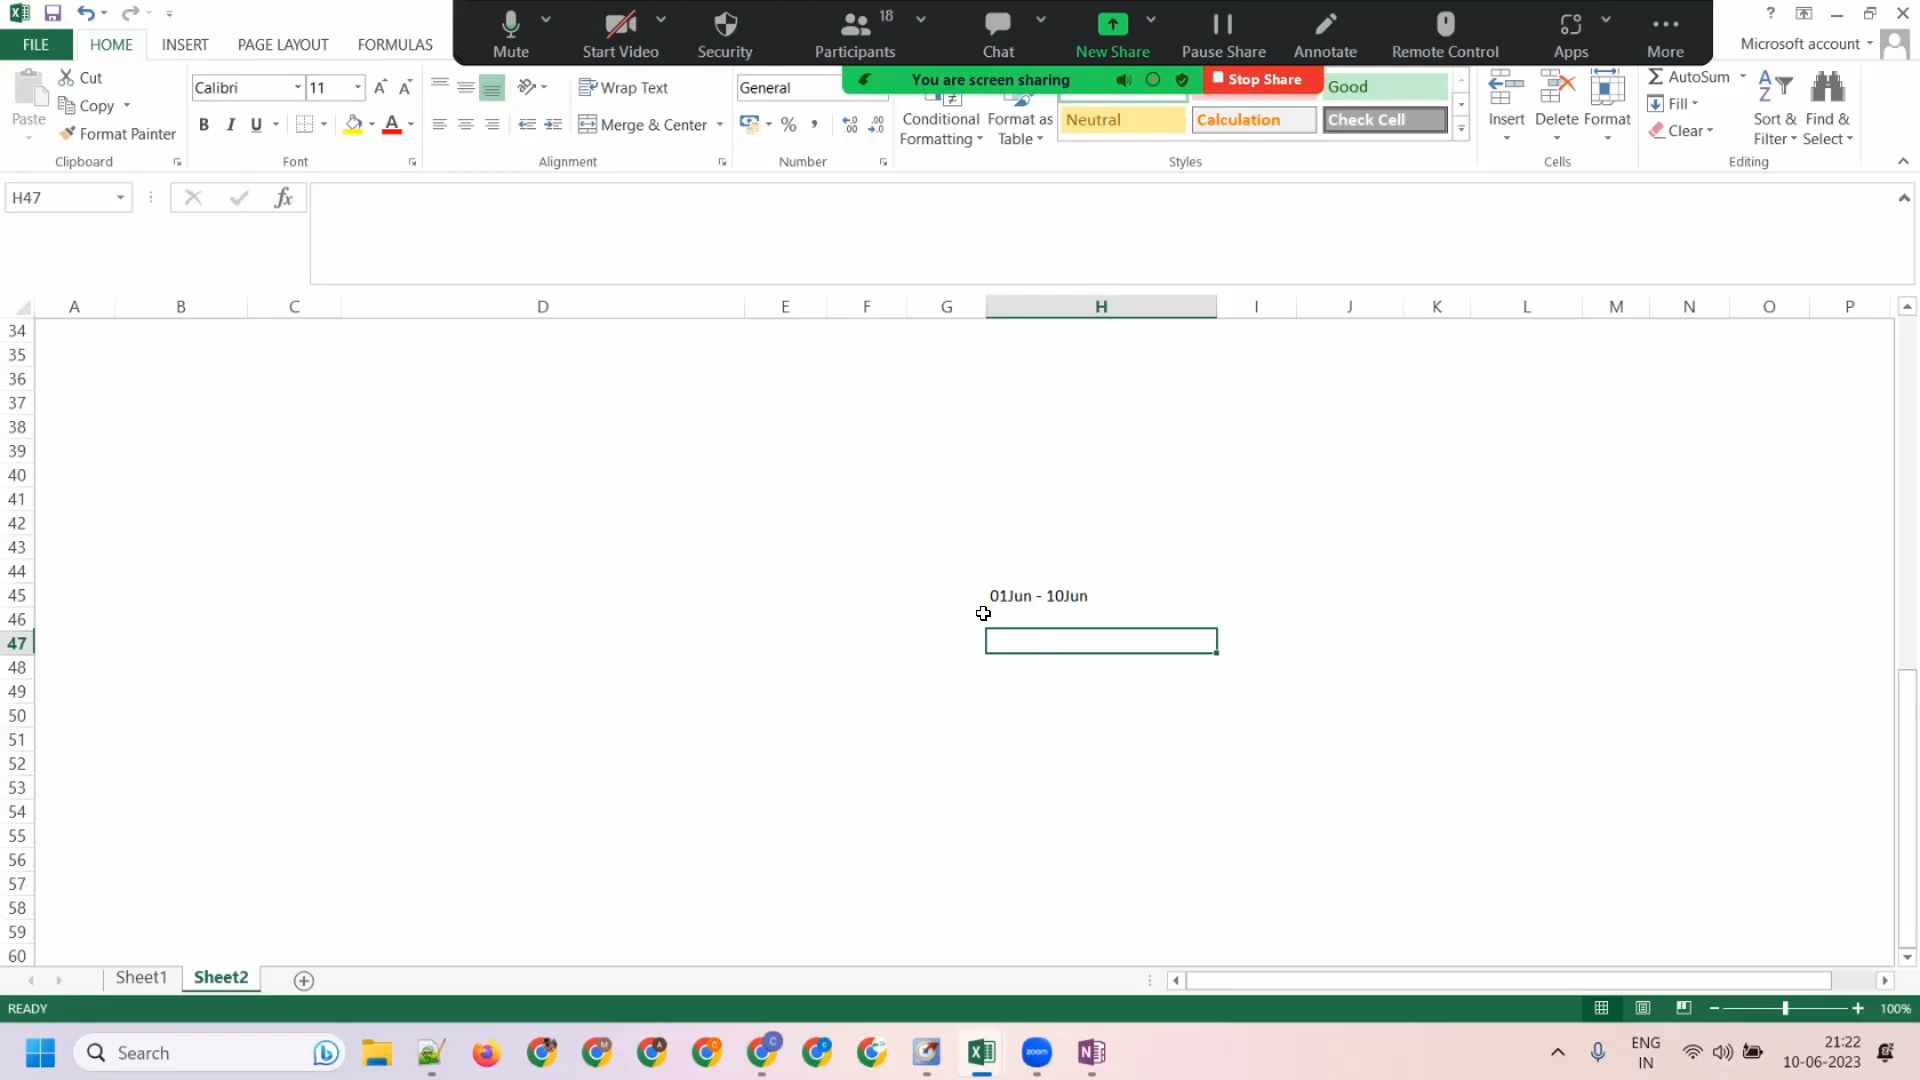 Mute
Start Video
Security
18
Participants
Chat
New Share
Pause Share
Annotate
Remote Control
Apps
More
Microsoft account
FILE
HOME
INSERT
PAGE LAYOUT
FORMULAS
You are screen sharing
Stop Share
Paste
Cut
Copy
Format Painter
Clipboard
Calibri
11
B I U
A
Font
Wrap Text
Merge & Center
Alignment
General
%
Number
Conditional Formatting
Format as Table
Good
Neutral
Calculation
Check Cell
Styles
Insert
Delete
Format
Cells
AutoSum
Fill
Clear
Sort & Filter
Find & Select
Editing
H47
fx
A B C D E F G H I J K L M N O P
34
35
36
37
38
39
40
41
42
43
44
45 01Jun - 10Jun
46
47
48
49
50
51
52
53
54
55
56
57
58
59
60
Sheet1
Sheet2
READY
100%
Search
zoom
ENG
IN
21:22
10-06-2023